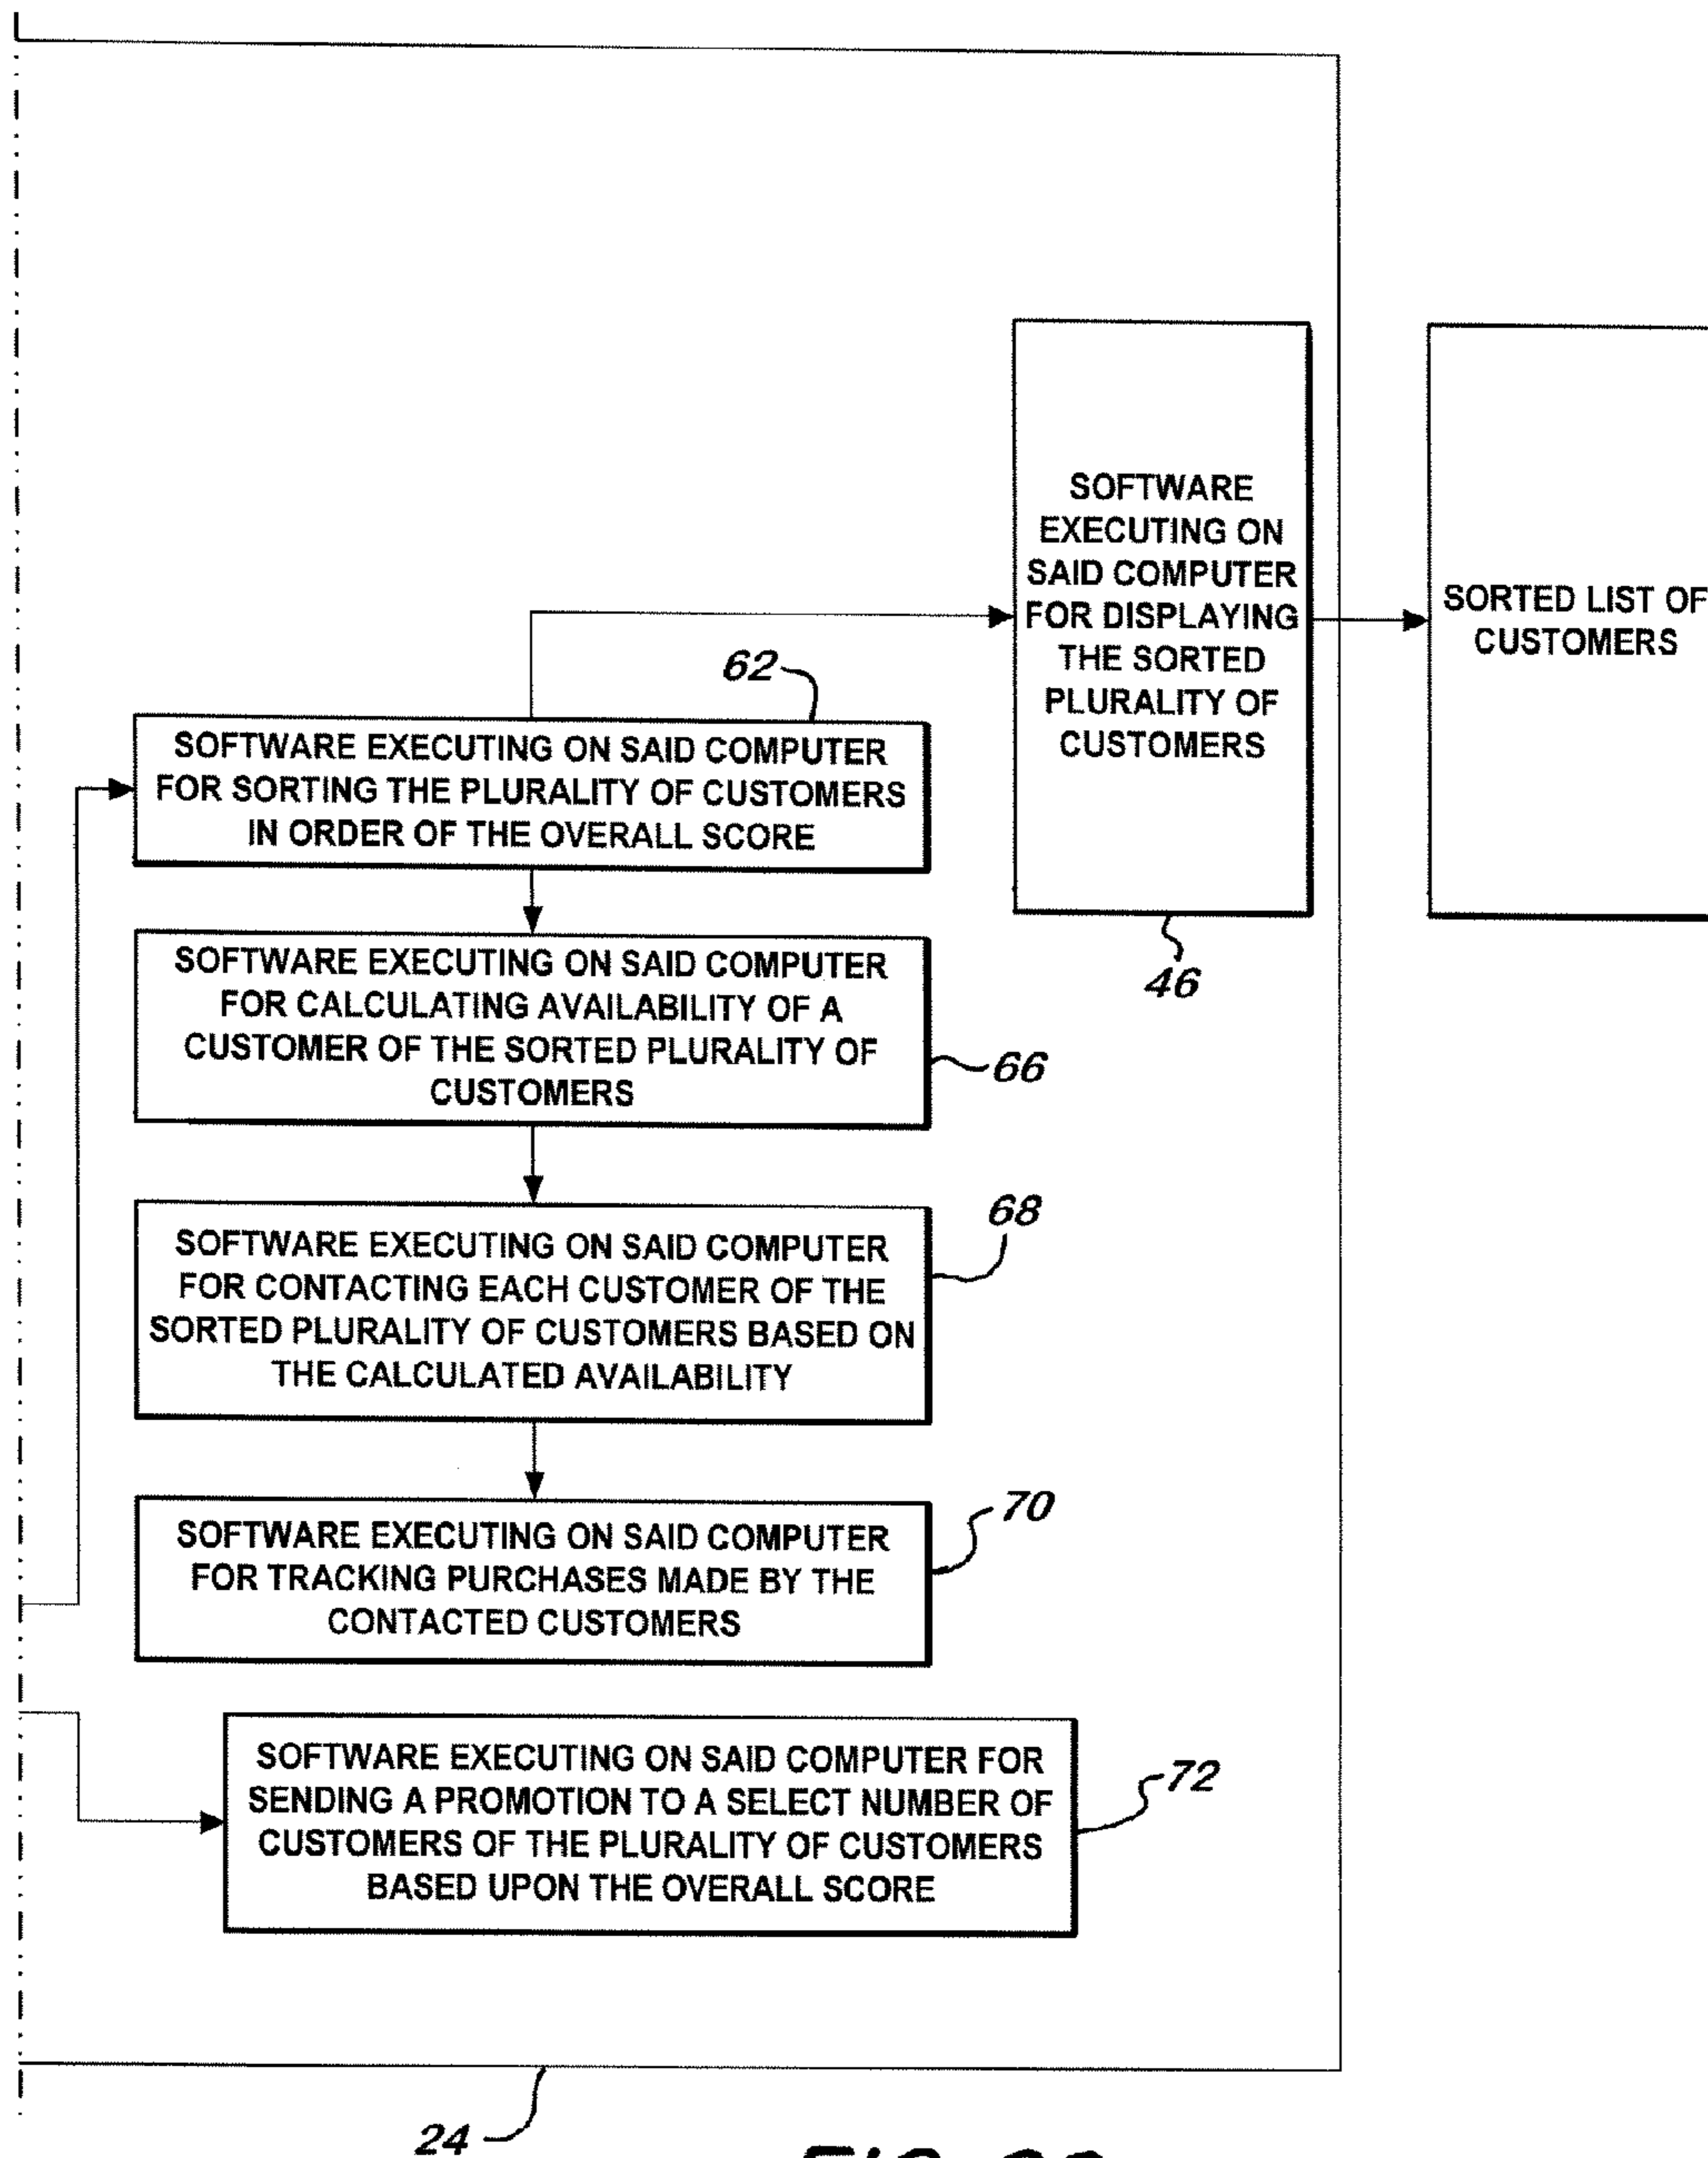 SOFTWARE
EXECUTING ON
SAID COMPUTER
FOR DISPLAYING
THE SORTED
PLURALITY OF
CUSTOMERS
46
SORTED LIST OF
CUSTOMERS
62
SOFTWARE EXECUTING ON SAID COMPUTER
FOR SORTING THE PLURALITY OF CUSTOMERS
IN ORDER OF THE OVERALL SCORE
SOFTWARE EXECUTING ON SAID COMPUTER
FOR CALCULATING AVAILABILITY OF A
CUSTOMER OF THE SORTED PLURALITY OF
CUSTOMERS
66
SOFTWARE EXECUTING ON SAID COMPUTER
FOR CONTACTING EACH CUSTOMER OF THE
SORTED PLURALITY OF CUSTOMERS BASED ON
THE CALCULATED AVAILABILITY
68
SOFTWARE EXECUTING ON SAID COMPUTER
FOR TRACKING PURCHASES MADE BY THE
CONTACTED CUSTOMERS
70
SOFTWARE EXECUTING ON SAID COMPUTER FOR
SENDING A PROMOTION TO A SELECT NUMBER OF
CUSTOMERS OF THE PLURALITY OF CUSTOMERS
BASED UPON THE OVERALL SCORE
72
24